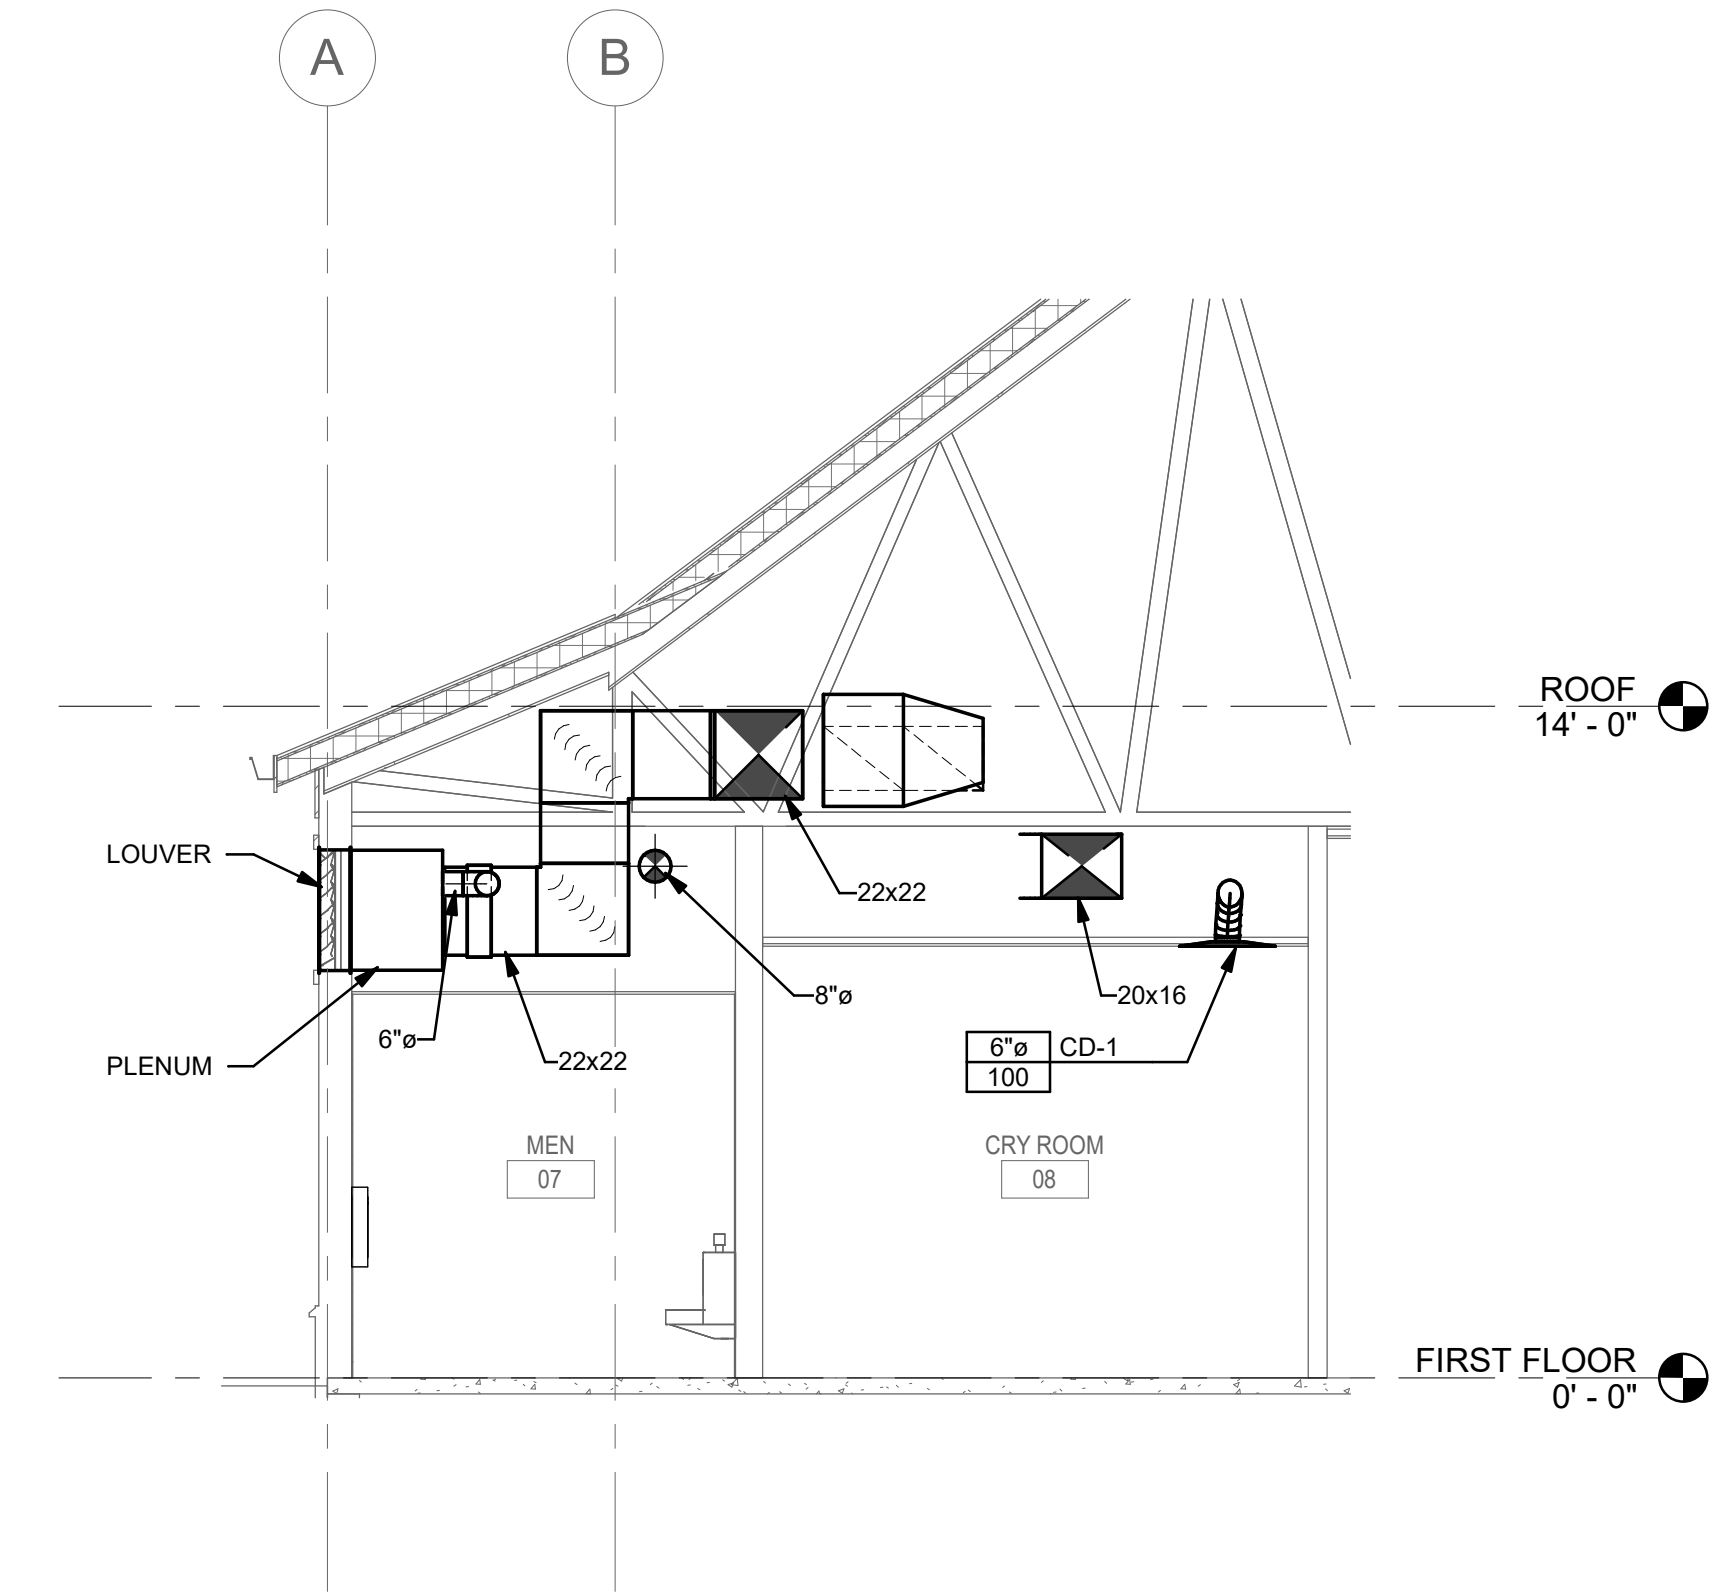 A
B
ROOF
14' - 0"
LOUVER
22x22
8"ø
20x16
6"ø
22x22
PLENUM
6"ø
CD-1
100
MEN
07
CRY ROOM
08
FIRST FLOOR
0' - 0"